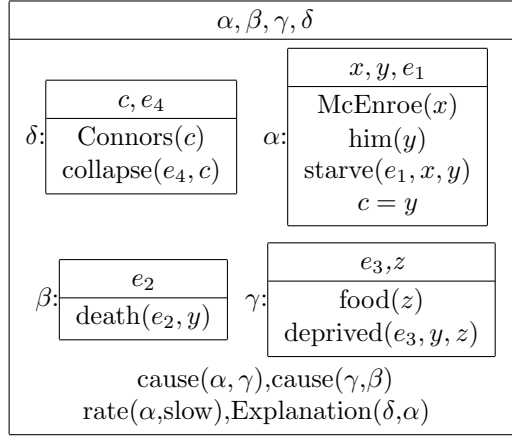 α, β, γ, δ
δ:
c, e₄
Connors(c)
collapse(e₄, c)
α:
x, y, e₁
McEnroe(x)
him(y)
starve(e₁, x, y)
c = y
β:
e₂
death(e₂, y)
γ:
e₃,z
food(z)
deprived(e₃, y, z)
cause(α, γ),cause(γ,β)
rate(α,slow),Explanation(δ,α)